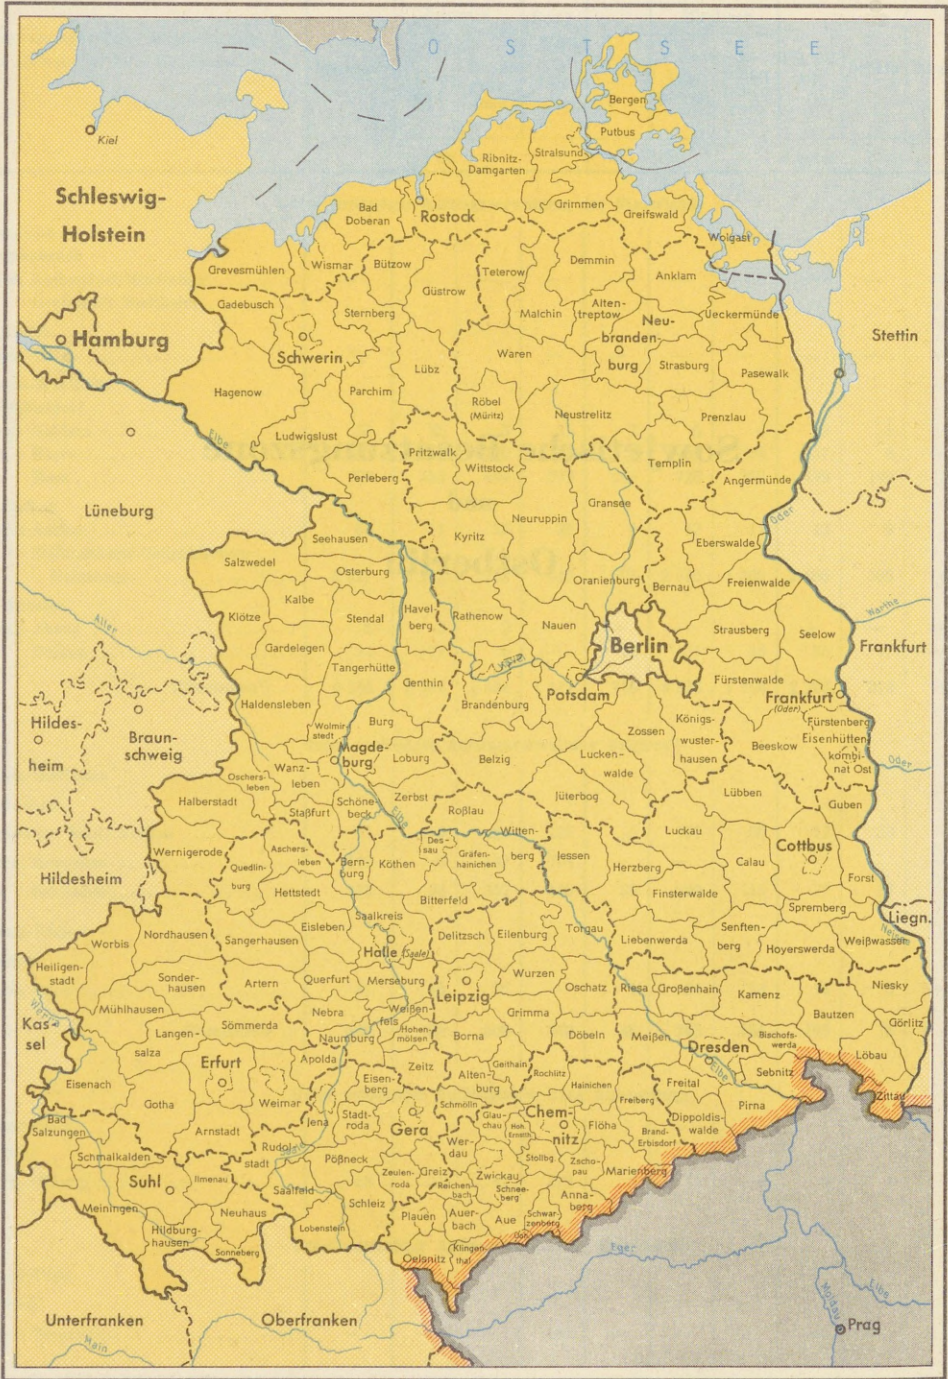 O S T S E E
Kiel
Bergen
Putbus
Stralsund
Ribnitz-
Damgarten
Schleswig-
Holstein
Grimmen
Bad
Doberan
Rostock
Greifswald
Wolgast
Grevesmühlen
Wismar
Bützow
Teterow
Demmin
Anklam
Güstrow
Gadebusch
Sternberg
Malchin
Alten-
treptow
Ueckermünde
Neu-
branden-
burg
Hamburg
Schwerin
Stettin
Waren
Strasburg
Pasewalk
Lübz
Hagenow
Parchim
Röbel
(Müritz)
Neustrelitz
Prenzlau
Elbe
Ludwigslust
Pritzwalk
Wittstock
Templin
Perleberg
Angermünde
Lüneburg
Gransee
Neuruppin
Oder
Seehausen
Kyritz
Eberswalde
Salzwedel
Osterburg
Oranienburg
Bernau
Freienwalde
Kalbe
Warthe
Klötze
Stendal
Havel
berg
Rathenow
Nauen
Aller
Strausberg
Seelow
Berlin
Gardelegen
Frankfurt
Tangerhütte
Genthin
Fürstenwalde
Potsdam
Haldensleben
Brandenburg
Frankfurt
(Oder)
Hildes-
heim
Braun-
schweig
Wolmir
stedt
Burg
Zossen
Königs-
wuster-
hausen
Fürstenberg
Eisenhütten
kombi-
nat Ost
Beeskow
Magde-
burg
Loburg
Belzig
Lucken-
walde
Oder
Oschers-
leben
Wanz-
leben
Lübben
Halberstadt
Schöne-
beck
Zerbst
Jüterbog
Guben
Staßfurt
Elbe
Roßlau
Witten-
berg
Luckau
Wernigerode
Aschers-
leben
Des-
sau
Cottbus
Quedlin-
burg
Bern-
burg
Köthen
Gräfen-
hainichen
Jessen
Herzberg
Calau
Hildesheim
Hettstedt
Forst
Bitterfeld
Finsterwalde
Spremberg
Saalkreis
Liegn.
Nordhausen
Eisleben
Delitzsch
Eilenburg
Torgau
Senften-
berg
Neiße
Worbis
Sangerhausen
Halle (Saale)
Liebenwerda
Hoyerswerda
Weißwasser
Heiligen-
stadt
Sonder-
hausen
Artern
Querfurt
Merseburg
Wurzen
Oschatz
Riesa
Großenhain
Kamenz
Niesky
Leipzig
Mühlhausen
Nebra
Weißen-
fels
Grimma
Bautzen
Werra
Kas-
sel
Sömmerda
Görlitz
Langen-
salza
Naumburg
Hohen-
mölsen
Borna
Döbeln
Meißen
Bischofs-
werda
Dresden
Löbau
Erfurt
Apolda
Zeitz
Geithain
Rochlitz
Elbe
Sebnitz
Eisenach
Eisen-
berg
Alten-
burg
Hainichen
Freital
Zittau
Gotha
Weimar
Schmölln
Freiberg
Pirna
Bad
Salzungen
Arnstadt
Jena
Stadt-
roda
Gera
Glau-
chau
Hoh.
Ernstth
Chem-
nitz
Flöha
Brand-
Erbisdorf
Dippoldis-
walde
Schmalkalden
Rudol
stadt
Saale
Pößneck
Wer-
dau
Stollbg.
Zscho-
pau
Marienberg
Suhl
Ilmenau
Zeulen-
roda
Greiz
Zwickau
Saalfeld
Schleiz
Reichen-
bach
Schnee-
berg
Anna-
berg
Meiningen
Neuhaus
Plauen
Auer-
bach
Aue
Schwar-
zenberg
Hildburg-
hausen
Lobenstein
Sonneberg
Oelsnitz
Klingen-
thal
Eger
Elbe
Moldau
Unterfranken
Oberfranken
Prag
Main